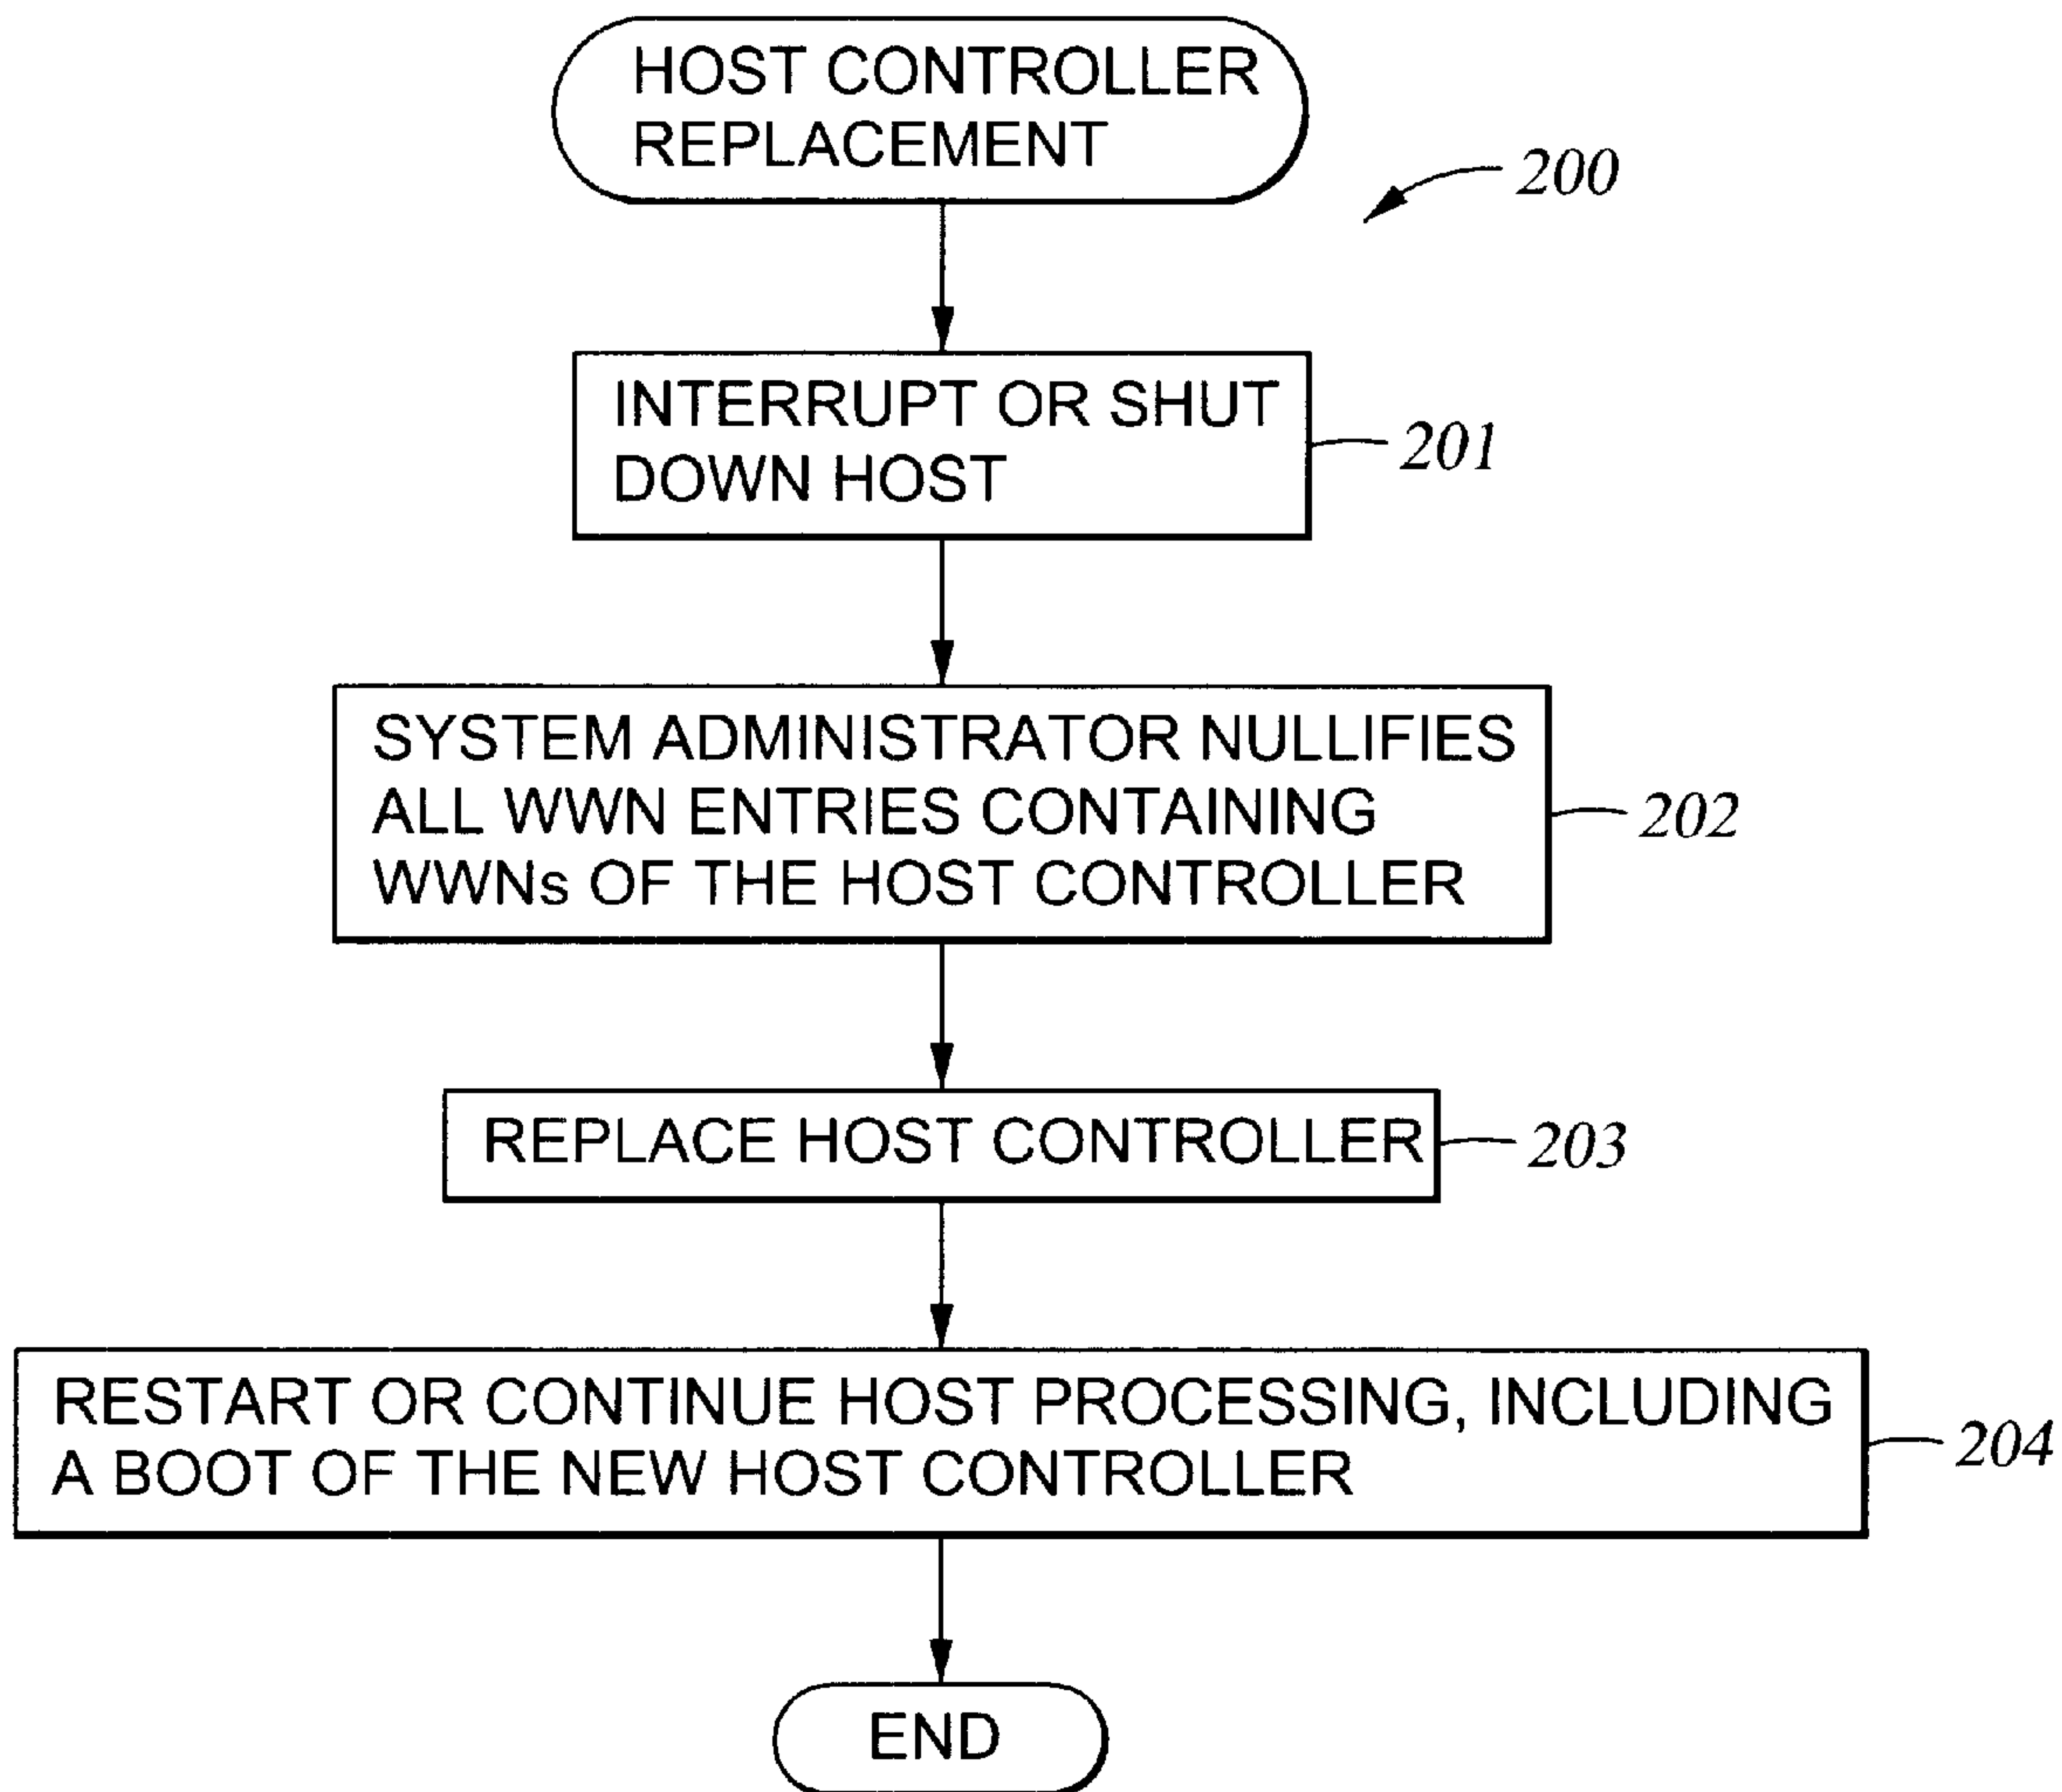 HOST CONTROLLER
REPLACEMENT
200
INTERRUPT OR SHUT
DOWN HOST
201
SYSTEM ADMINISTRATOR NULLIFIES
ALL WWN ENTRIES CONTAINING
WWNs OF THE HOST CONTROLLER
202
REPLACE HOST CONTROLLER
203
RESTART OR CONTINUE HOST PROCESSING, INCLUDING
A BOOT OF THE NEW HOST CONTROLLER
204
END